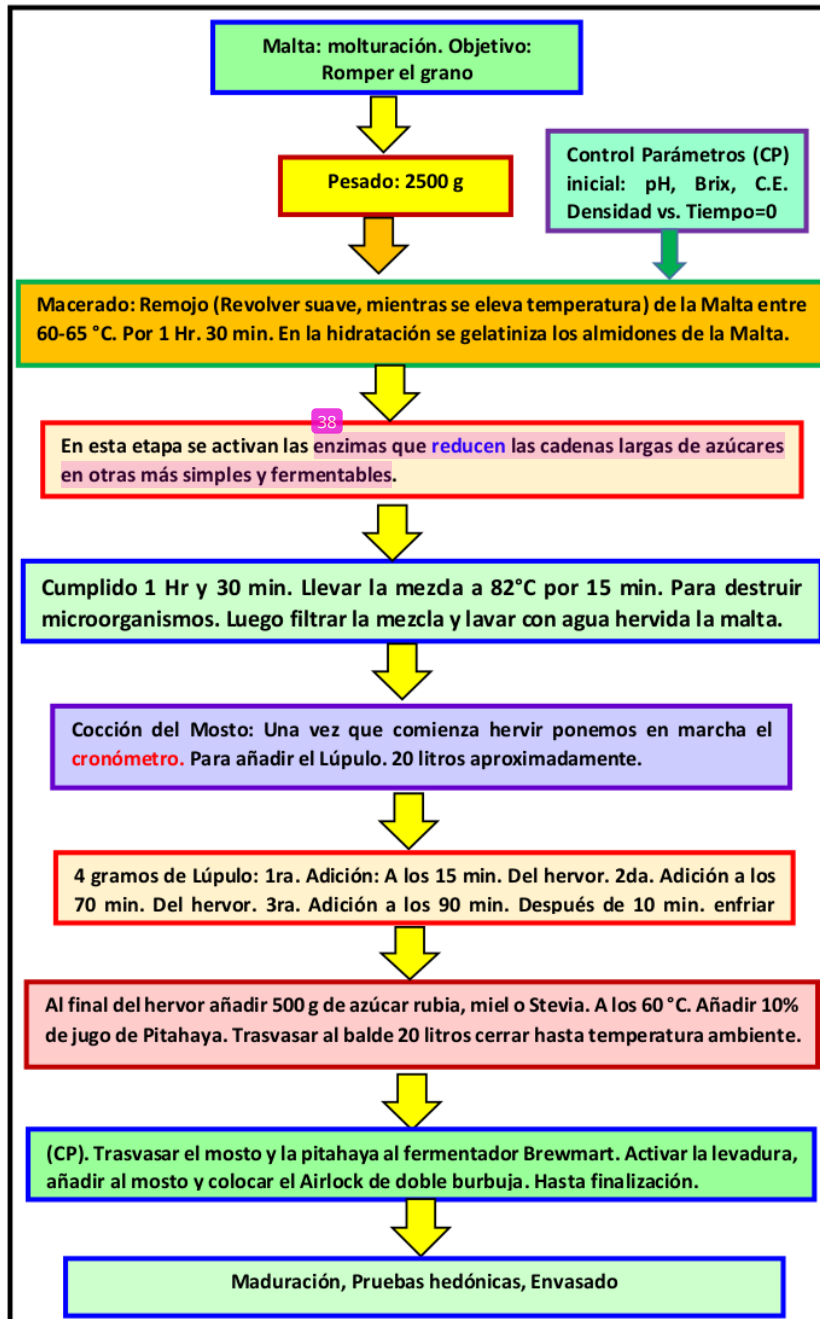 Malta: molturación. Objetivo:
Romper el grano
Pesado: 2500 g
Control Parámetros (CP)
inicial: pH, Brix, C.E.
Densidad vs. Tiempo=0
Macerado: Remojo (Revolver suave, mientras se eleva temperatura) de la Malta entre
60-65 °C. Por 1 Hr. 30 min. En la hidratación se gelatiniza los almidones de la Malta.
38
En esta etapa se activan las enzimas que reducen las cadenas largas de azúcares
en otras más simples y fermentables.
Cumplido 1 Hr y 30 min. Llevar la mezcla a 82°C por 15 min. Para destruir
microorganismos. Luego filtrar la mezcla y lavar con agua hervida la malta.
Cocción del Mosto: Una vez que comienza hervir ponemos en marcha el
cronómetro. Para añadir el Lúpulo. 20 litros aproximadamente.
4 gramos de Lúpulo: 1ra. Adición: A los 15 min. Del hervor. 2da. Adición a los
70 min. Del hervor. 3ra. Adición a los 90 min. Después de 10 min. enfriar
Al final del hervor añadir 500 g de azúcar rubia, miel o Stevia. A los 60 °C. Añadir 10%
de jugo de Pitahaya. Trasvasar al balde 20 litros cerrar hasta temperatura ambiente.
(CP). Trasvasar el mosto y la pitahaya al fermentador Brewmart. Activar la levadura,
añadir al mosto y colocar el Airlock de doble burbuja. Hasta finalización.
Maduración, Pruebas hedónicas, Envasado